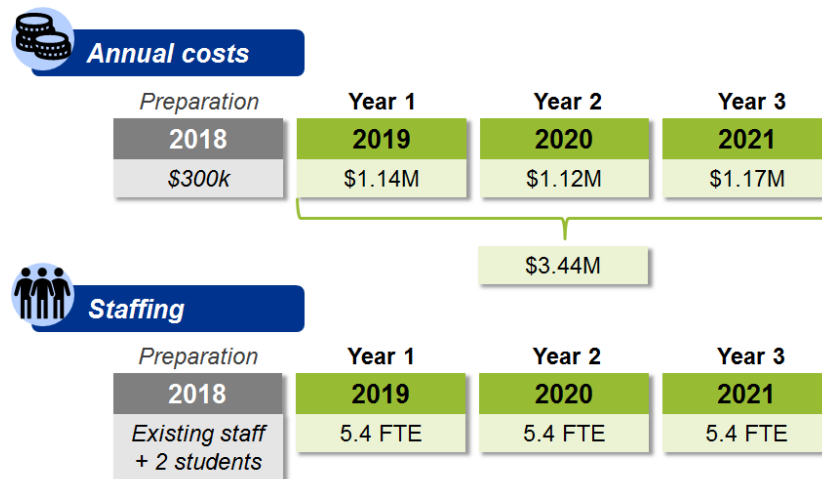 Annual costs
Preparation Year 1 Year 2 Year 3
2018 2019 2020 2021
$300k $1.14M $1.12M $1.17M
$3.44M
Staffing
Preparation Year 1 Year 2 Year 3
2018 2019 2020 2021
Existing staff 5.4 FTE 5.4 FTE 5.4 FTE
+ 2 students